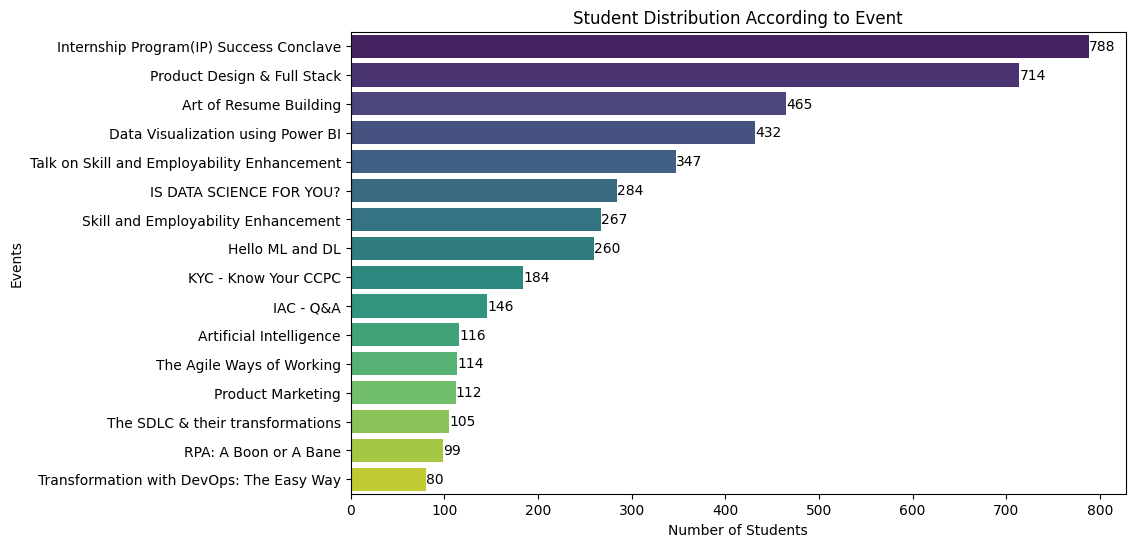 Student Distribution According to Event
Internship Program(IP) Success Conclave 788
Product Design & Full Stack 714
Art of Resume Building 465
Data Visualization using Power BI 432
Talk on Skill and Employability Enhancement 347
IS DATA SCIENCE FOR YOU? 284
Skill and Employability Enhancement 267
Hello ML and DL 260
KYC - Know Your CCPC 184
IAC - Q&A 146
Artificial Intelligence 116
The Agile Ways of Working 114
Product Marketing 112
The SDLC & their transformations 105
RPA: A Boon or A Bane 99
Transformation with DevOps: The Easy Way 80
Events
0 100 200 300 400 500 600 700 800
Number of Students